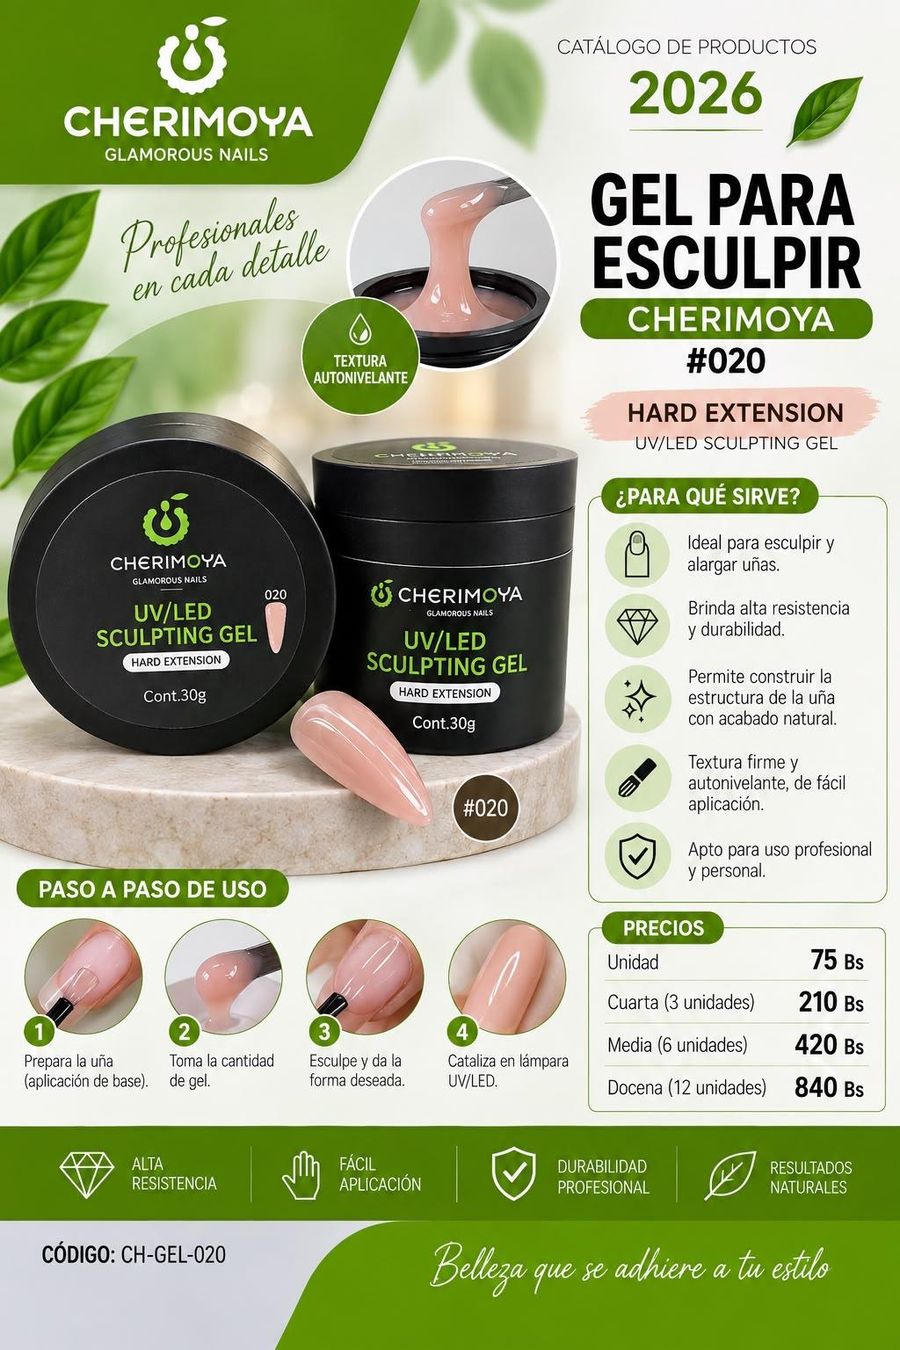 CHERIMOYA
GLAMOROUS NAILS
CATÁLOGO DE PRODUCTOS
2026
Profesionales
en cada detalle
TEXTURA
AUTONIVELANTE
GEL PARA
ESCULPIR
CHERIMOYA
#020
HARD EXTENSION
UV/LED SCULPTING GEL
CHERIMOYA
GLAMOROUS NAILS
UV/LED
SCULPTING GEL
HARD EXTENSION
Cont.30g
020
CHERIMOYA
CHERIMOYA
GLAMOROUS NAILS
UV/LED
SCULPTING GEL
HARD EXTENSION
Cont.30g
#020
¿PARA QUÉ SIRVE?
Ideal para esculpir y
alargar uñas.
Brinda alta resistencia
y durabilidad.
Permite construir la
estructura de la uña
con acabado natural.
Textura firme y
autonivelante, de fácil
aplicación.
Apto para uso profesional
y personal.
PASO A PASO DE USO
1
Prepara la uña
(aplicación de base).
2
Toma la cantidad
de gel.
3
Esculpe y da la
forma deseada.
4
Cataliza en lámpara
UV/LED.
PRECIOS
Unidad 75 Bs
Cuarta (3 unidades) 210 Bs
Media (6 unidades) 420 Bs
Docena (12 unidades) 840 Bs
ALTA
RESISTENCIA
FÁCIL
APLICACIÓN
DURABILIDAD
PROFESIONAL
RESULTADOS
NATURALES
CÓDIGO: CH-GEL-020
Belleza que se adhiere a tu estilo